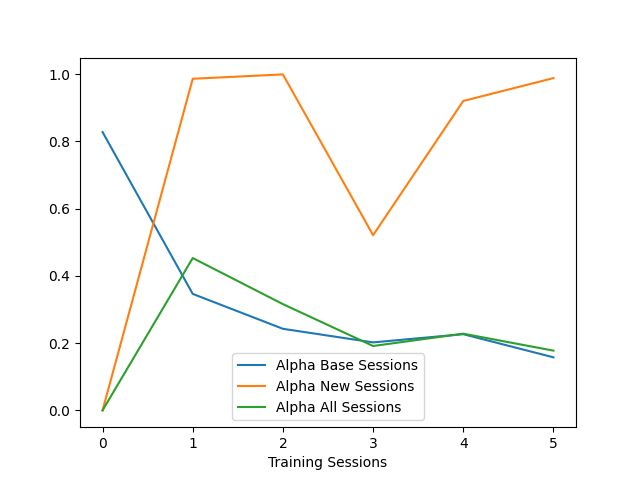 1.0
0.8
0.6
0.4
0.2
0.0
Alpha Base Sessions
Alpha New Sessions
Alpha All Sessions
0 1 2 3 4 5
Training Sessions